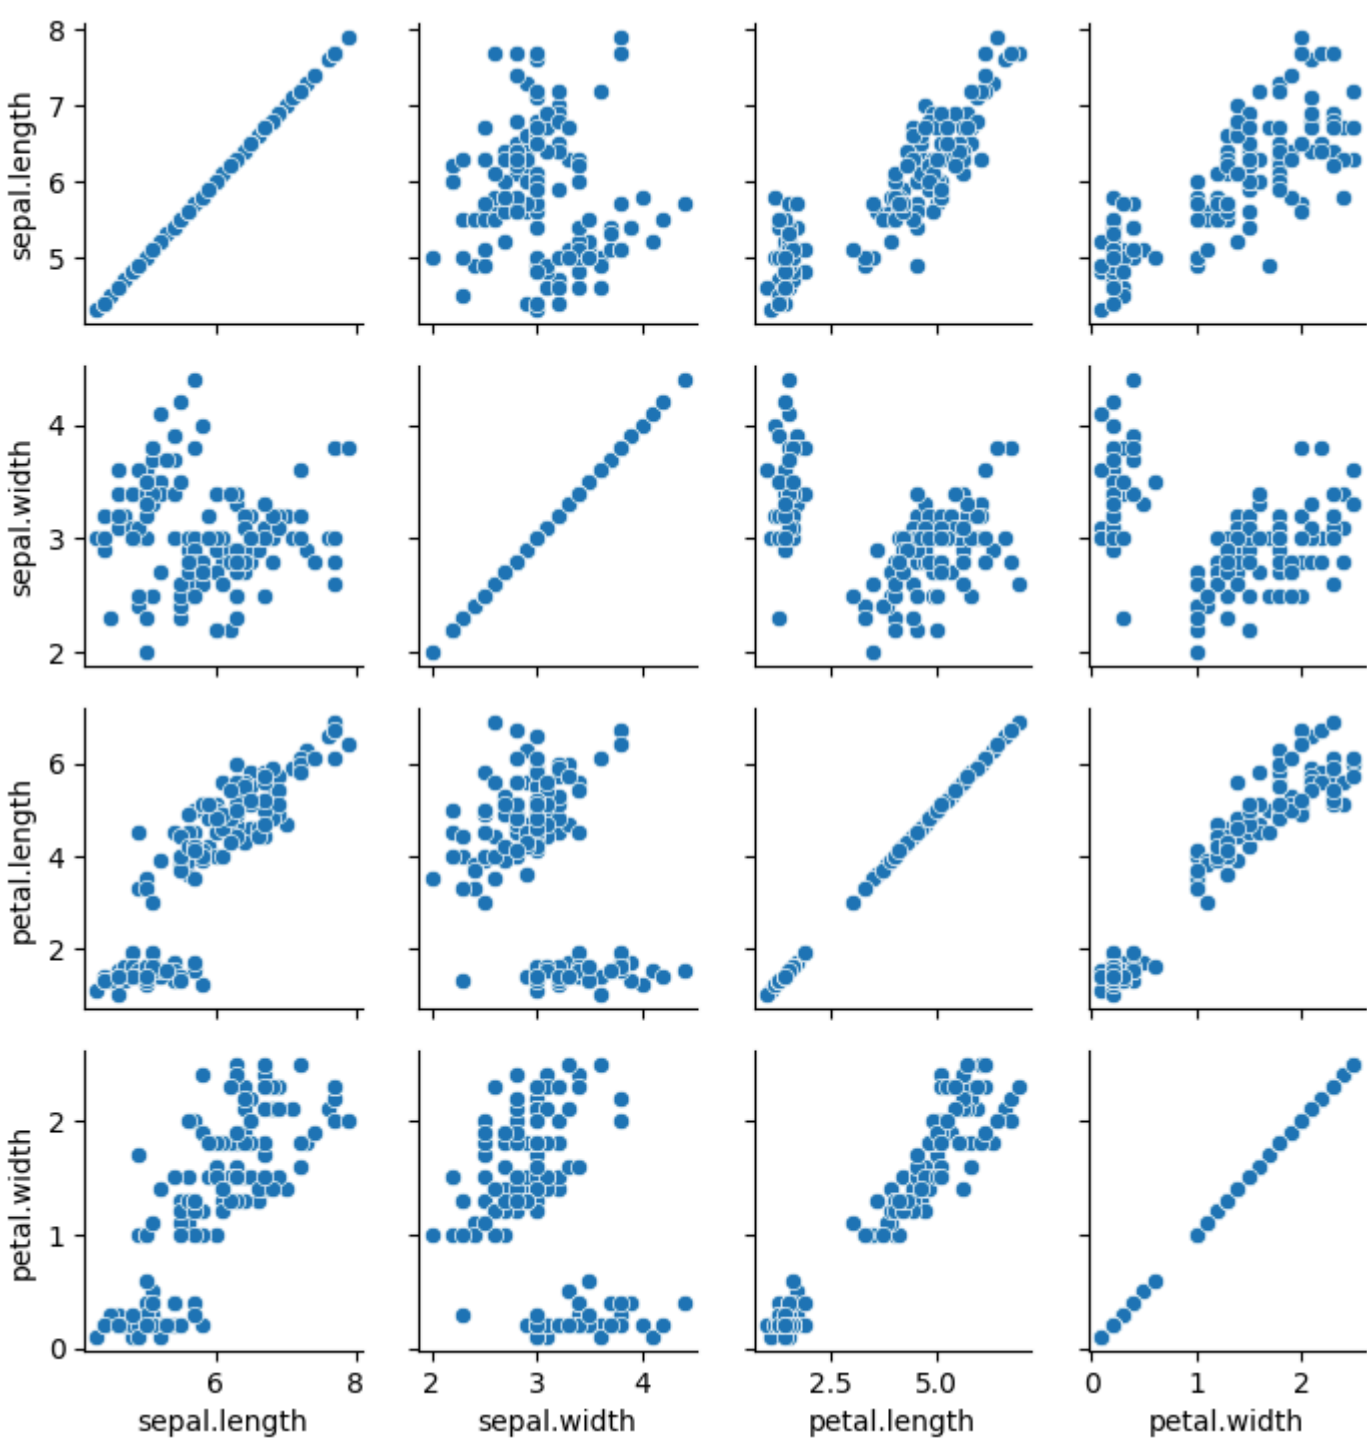 8
7
6
5
sepal.length
4
3
2
sepal.width
6
4
2
petal.length
2
1
0
petal.width
6 8 2 3 4 2.5 5.0 0 1 2
sepal.length sepal.width petal.length petal.width